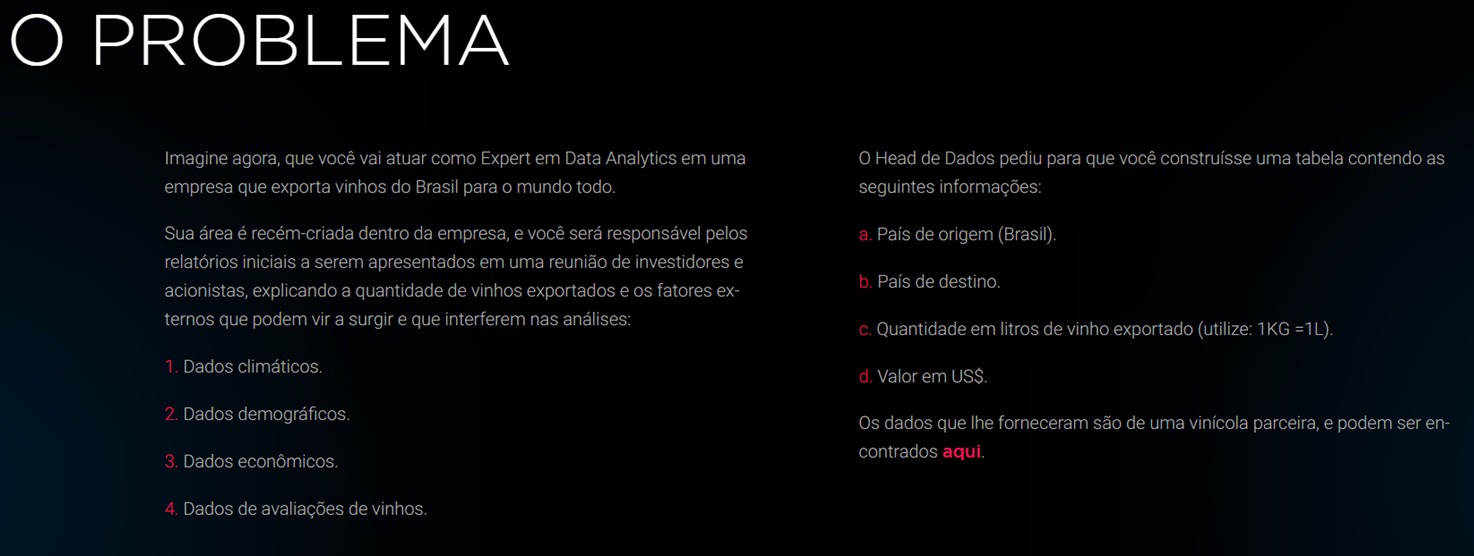 O PROBLEMA
Imagine agora, que você vai atuar como Expert em Data Analytics em uma
empresa que exporta vinhos do Brasil para o mundo todo.
Sua área é recém-criada dentro da empresa, e você será responsável pelos
relatórios iniciais a serem apresentados em uma reunião de investidores e
acionistas, explicando a quantidade de vinhos exportados e os fatores ex-
ternos que podem vir a surgir e que interferem nas análises:
1. Dados climáticos.
2. Dados demográficos.
3. Dados econômicos.
4. Dados de avaliações de vinhos.
O Head de Dados pediu para que você construísse uma tabela contendo as
seguintes informações:
a. País de origem (Brasil).
b. País de destino.
c. Quantidade em litros de vinho exportado (utilize: 1KG =1L).
d. Valor em US$.
Os dados que lhe forneceram são de uma vinícola parceira, e podem ser en-
contrados aqui.